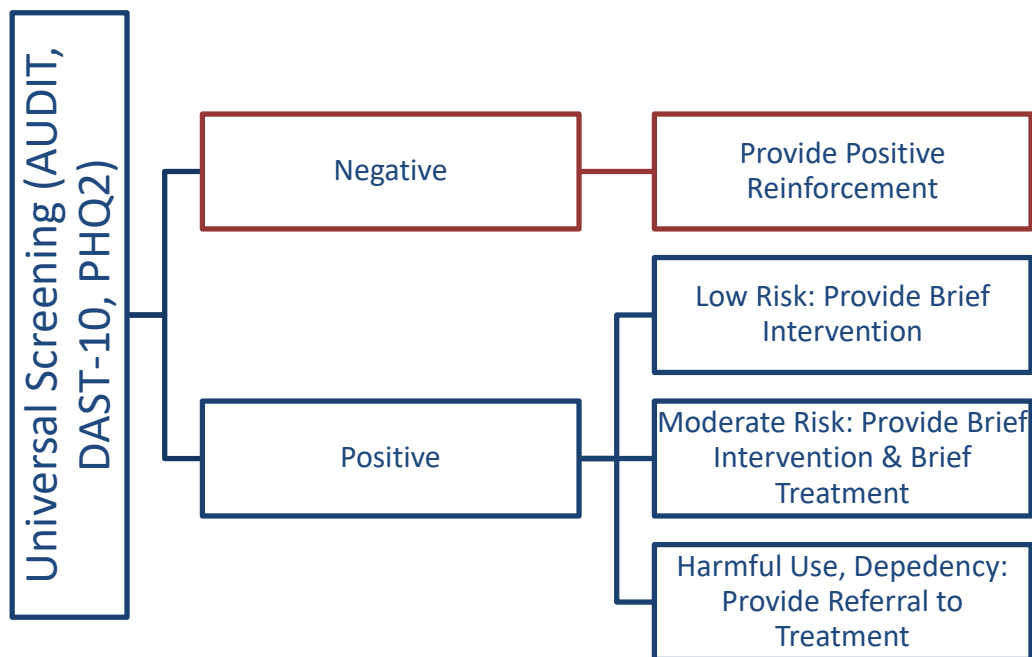 Universal Screening (AUDIT,
DAST-10, PHQ2)
Negative
Provide Positive
Reinforcement
Low Risk: Provide Brief
Intervention
Positive
Moderate Risk: Provide Brief
Intervention & Brief
Treatment
Harmful Use, Depedency:
Provide Referral to
Treatment